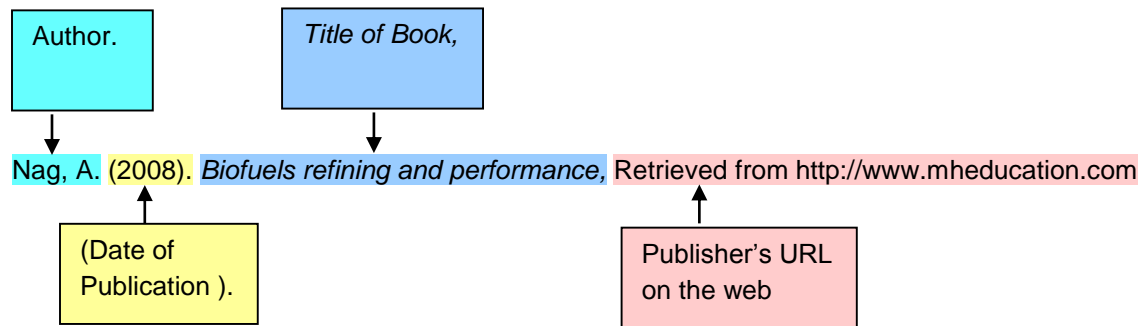 Author.
Title of Book,
Nag, A. (2008). Biofuels refining and performance, Retrieved from http://www.mheducation.com
(Date of
Publication ).
Publisher’s URL
on the web